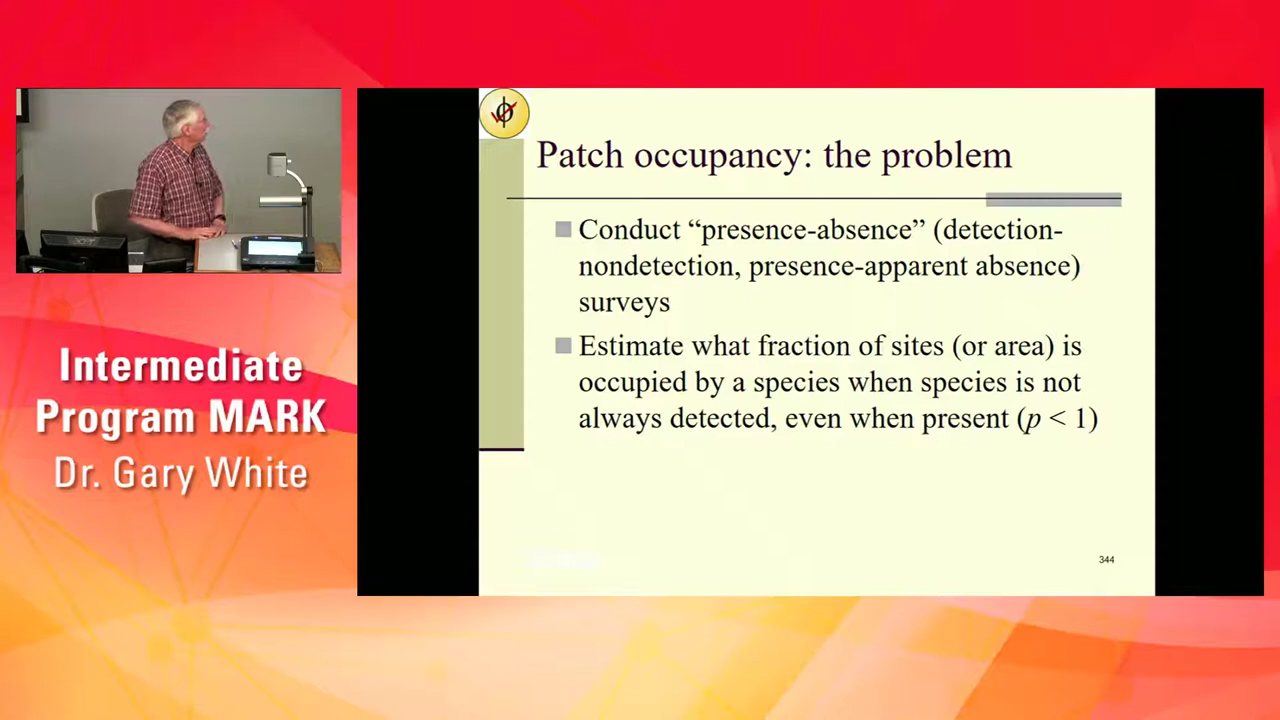 Patch occupancy: the problem
Conduct “presence-absence” (detection-
nondetection, presence-apparent absence)
surveys
Estimate what fraction of sites (or area) is
occupied by a species when species is not
always detected, even when present (p < 1)
344
Intermediate
Program MARK
Dr. Gary White